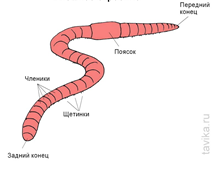 Передний
конец
Поясок
Членики
Щетинки
Задний конец
tavika.ru